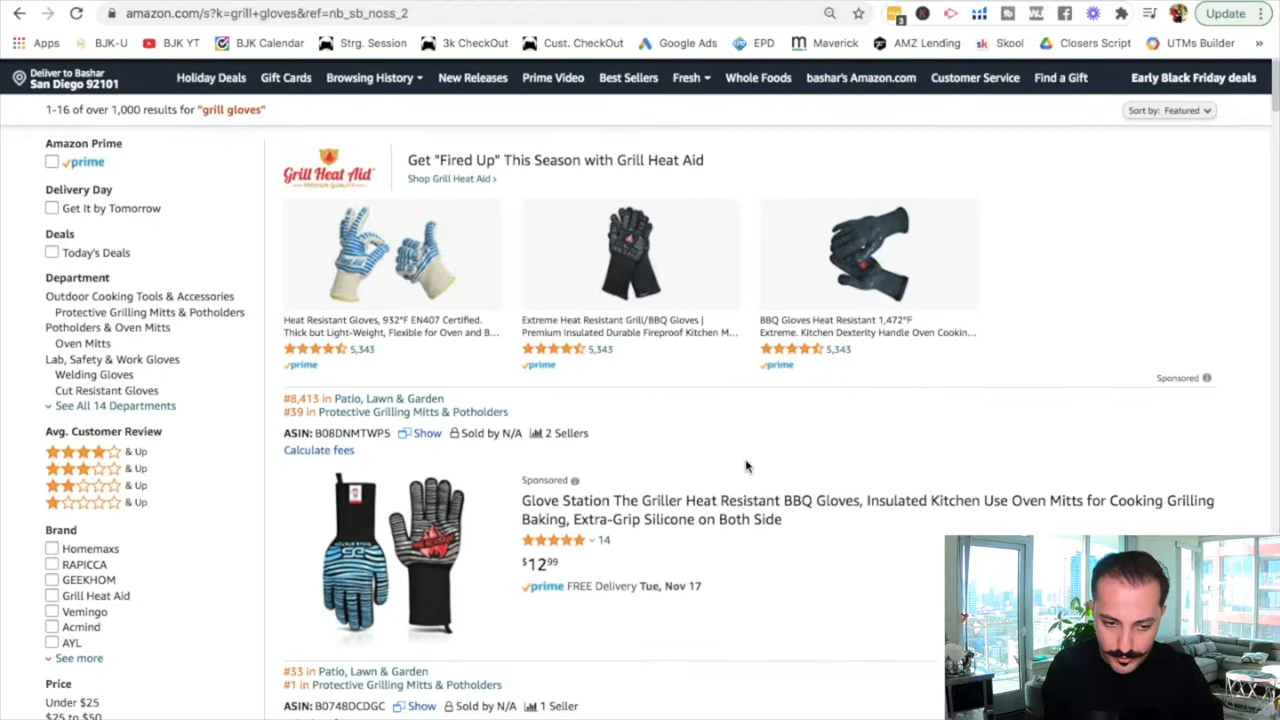 amazon.com/s?k=grill+gloves&ref=nb_sb_noss_2
3
Update
Apps BJK-U BJK YT BJK Calendar Strg. Session 3k CheckOut Cust. CheckOut Google Ads EPD Maverick AMZ Lending sk Skool Closers Script UTMs Builder »
Deliver to Bashar
San Diego 92101
Holiday Deals Gift Cards Browsing History New Releases Prime Video Best Sellers Fresh Whole Foods bashar's Amazon.com Customer Service Find a Gift Early Black Friday deals
1-16 of over 1,000 results for "grill gloves"
Sort by: Featured
Amazon Prime
prime
Delivery Day
Get It by Tomorrow
Deals
Today's Deals
Department
Outdoor Cooking Tools & Accessories
Protective Grilling Mitts & Potholders
Potholders & Oven Mitts
Oven Mitts
Lab, Safety & Work Gloves
Welding Gloves
Cut Resistant Gloves
See All 14 Departments
Avg. Customer Review
& Up
& Up
& Up
& Up
Brand
Homemaxs
RAPICCA
GEEKHOM
Grill Heat Aid
Vemingo
Acmind
AYL
See more
Price
Under $25
$25 to $50
Grill Heat Aid
PREMIUM QUALITY
Get "Fired Up" This Season with Grill Heat Aid
Shop Grill Heat Aid ›
Heat Resistant Gloves, 932°F EN407 Certified.
Thick but Light-Weight, Flexible for Oven and B...
5,343
prime
Extreme Heat Resistant Grill/BBQ Gloves |
Premium Insulated Durable Fireproof Kitchen M...
5,343
prime
BBQ Gloves Heat Resistant 1,472°F
Extreme. Kitchen Dexterity Handle Oven Cookin...
5,343
prime
Sponsored
#8,413 in Patio, Lawn & Garden
#39 in Protective Grilling Mitts & Potholders
ASIN: B08DNMTWP5 Show Sold by N/A 2 Sellers
Calculate fees
Sponsored
Glove Station The Griller Heat Resistant BBQ Gloves, Insulated Kitchen Use Oven Mitts for Cooking Grilling
Baking, Extra-Grip Silicone on Both Side
14
$12.99
prime FREE Delivery Tue, Nov 17
#33 in Patio, Lawn & Garden
#1 in Protective Grilling Mitts & Potholders
ASIN: B0748DCDGC Show Sold by N/A 1 Seller